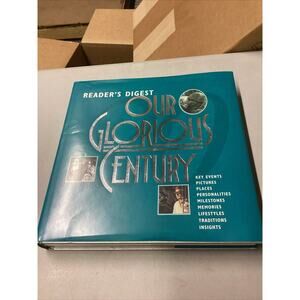 READER'S DIGEST
OUR
GLORIOUS
CENTURY
KEY EVENTS
PICTURES
PLACES
PERSONALITIES
MILESTONES
MEMORIES
LIFESTYLES
TRADITIONS
INSIGHTS